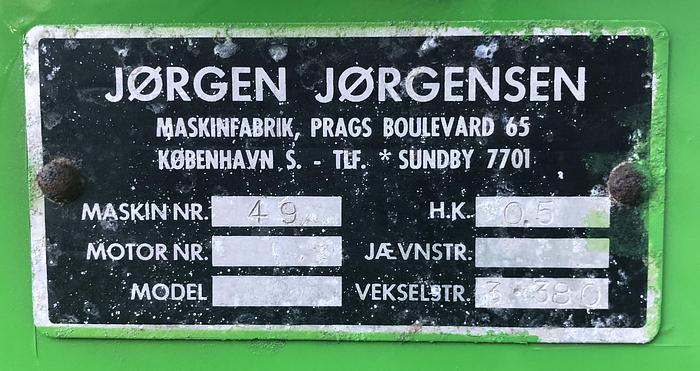 JØRGEN JØRGENSEN
MASKINFABRIK, PRAGS BOULEVARD 65
KØBENHAVN S. - TLF. * SUNDBY 7701
MASKIN NR. 49 H.K. 0.5
MOTOR NR. JÆVNSTR.
MODEL VEKSELSTR. 3·380